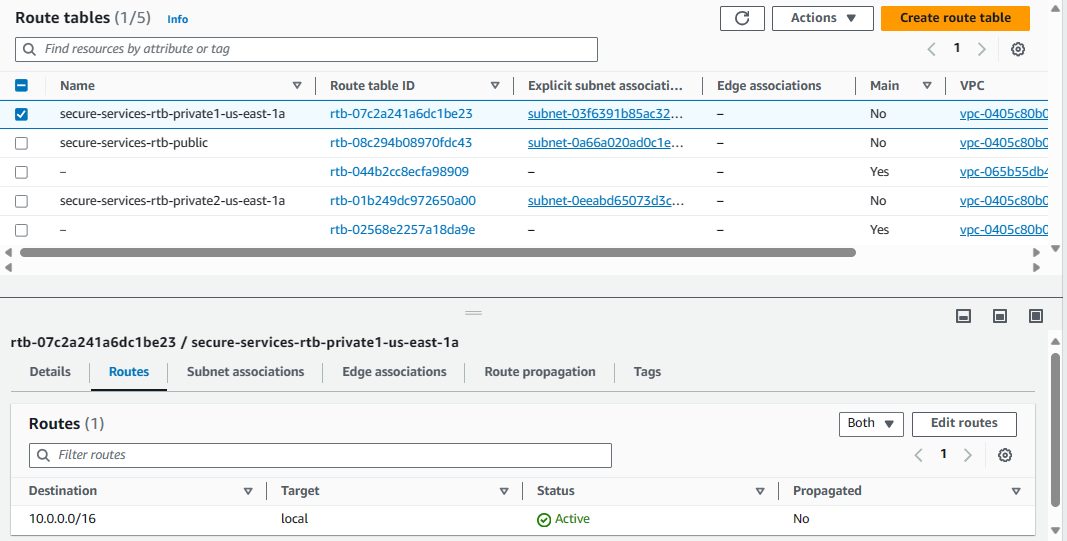 Route tables (1/5) Info Actions Create route table
Find resources by attribute or tag 1
Name Route table ID Explicit subnet associati... Edge associations Main VPC
secure-services-rtb-private1-us-east-1a rtb-07c2a241a6dc1be23 subnet-03f6391b85ac32... – No vpc-0405c80b0
secure-services-rtb-public rtb-08c294b08970fdc43 subnet-0a66a020ad0c1e... – No vpc-0405c80b0
– rtb-044b2cc8ecfa98909 – – Yes vpc-065b55db4
secure-services-rtb-private2-us-east-1a rtb-01b249dc972650a00 subnet-0eeabd65073d3c... – No vpc-0405c80b0
– rtb-02568e2257a18da9e – – Yes vpc-0405c80b0
rtb-07c2a241a6dc1be23 / secure-services-rtb-private1-us-east-1a
Details Routes Subnet associations Edge associations Route propagation Tags
Routes (1) Both Edit routes
Filter routes 1
Destination Target Status Propagated
10.0.0.0/16 local Active No